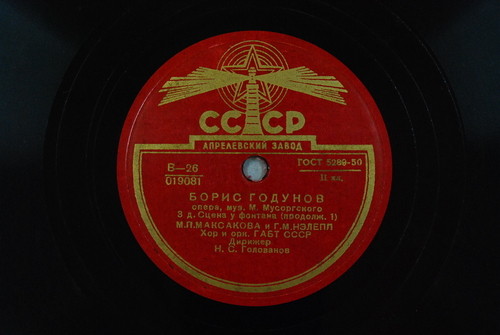 СССР
АПРЕЛЕВСКИЙ ЗАВОД
В—26
019081
ГОСТ 5289-50
II кл.
БОРИС ГОДУНОВ
опера, муз. М. Мусоргского
3 д. Сцена у фонтана (продолж. 1)
М.П.МАКСАКОВА и Г.М.НЭЛЕПП
Хор и орк. ГАБТ СССР
Дирижер
Н. С. Голованов